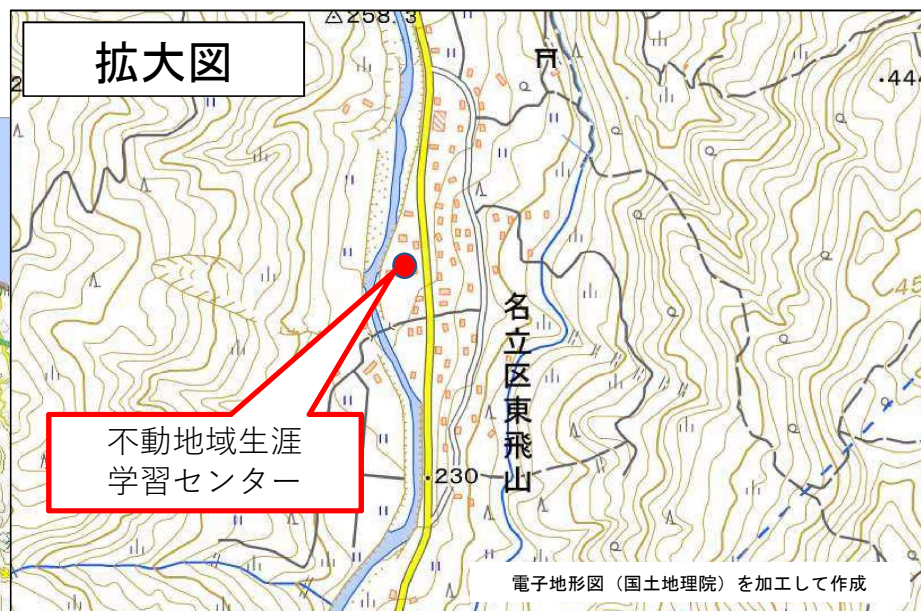 拡大図
△258.3
・444
名立区東飛山
不動地域生涯
学習センター
・230
電子地形図（国土地理院）を加工して作成